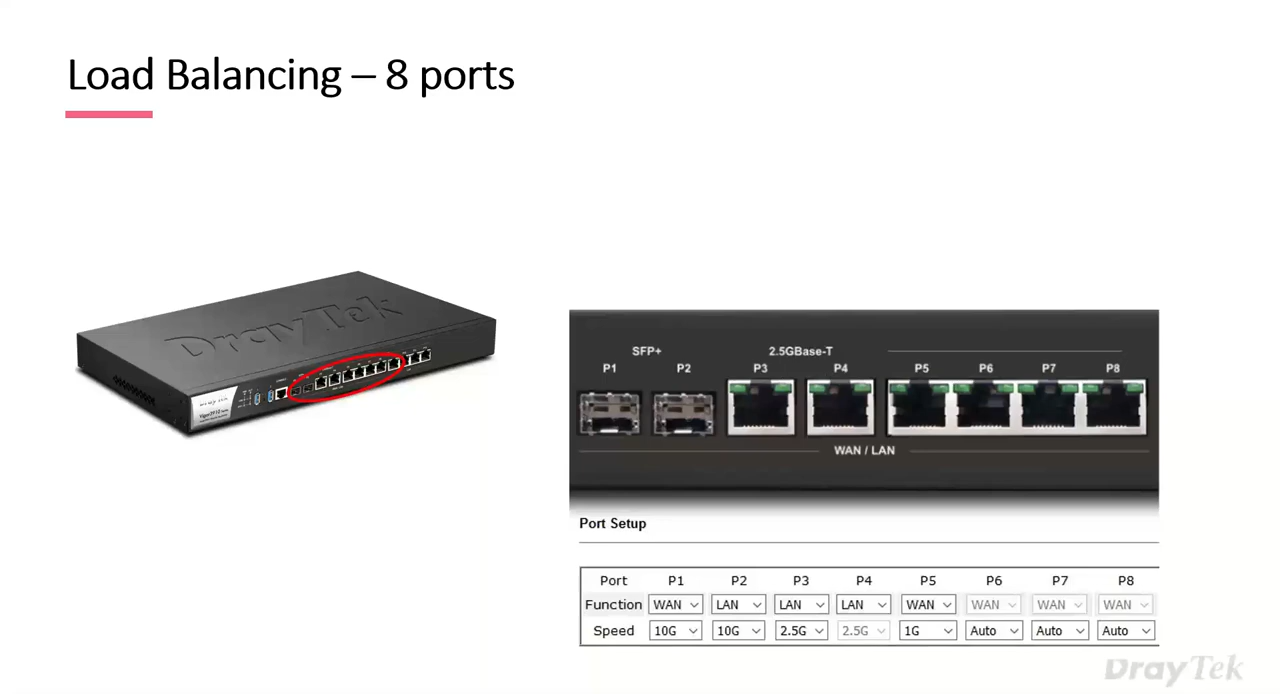 Load Balancing – 8 ports
DrayTek
DrayTek
SFP+ 2.5GBase-T
P1 P2 P3 P4 P5 P6 P7 P8
WAN / LAN
Port Setup
Port P1 P2 P3 P4 P5 P6 P7 P8
Function WAN LAN LAN LAN WAN WAN WAN WAN
Speed 10G 10G 2.5G 2.5G 1G Auto Auto Auto
DrayTek